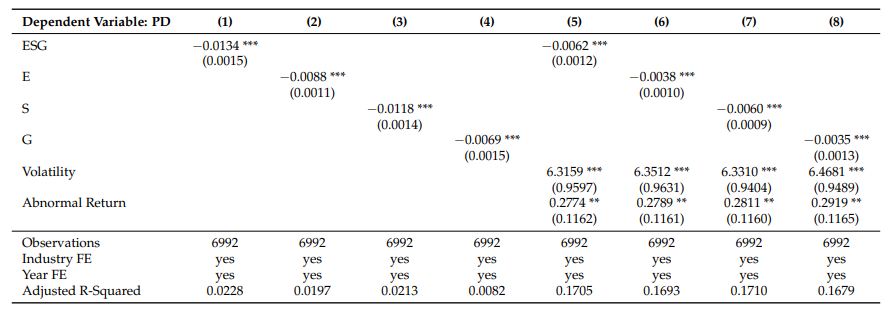 Dependent Variable: PD (1) (2) (3) (4) (5) (6) (7) (8)
ESG −0.0134 *** −0.0062 ***
(0.0015) (0.0012)
E −0.0088 *** −0.0038 ***
(0.0011) (0.0010)
S −0.0118 *** −0.0060 ***
(0.0014) (0.0009)
G −0.0069 *** −0.0035 ***
(0.0015) (0.0013)
Volatility 6.3159 *** 6.3512 *** 6.3310 *** 6.4681 ***
(0.9597) (0.9631) (0.9404) (0.9489)
Abnormal Return 0.2774 ** 0.2789 ** 0.2811 ** 0.2919 **
(0.1162) (0.1161) (0.1160) (0.1165)
Observations 6992 6992 6992 6992 6992 6992 6992 6992
Industry FE yes yes yes yes yes yes yes yes
Year FE yes yes yes yes yes yes yes yes
Adjusted R-Squared 0.0228 0.0197 0.0213 0.0082 0.1705 0.1693 0.1710 0.1679